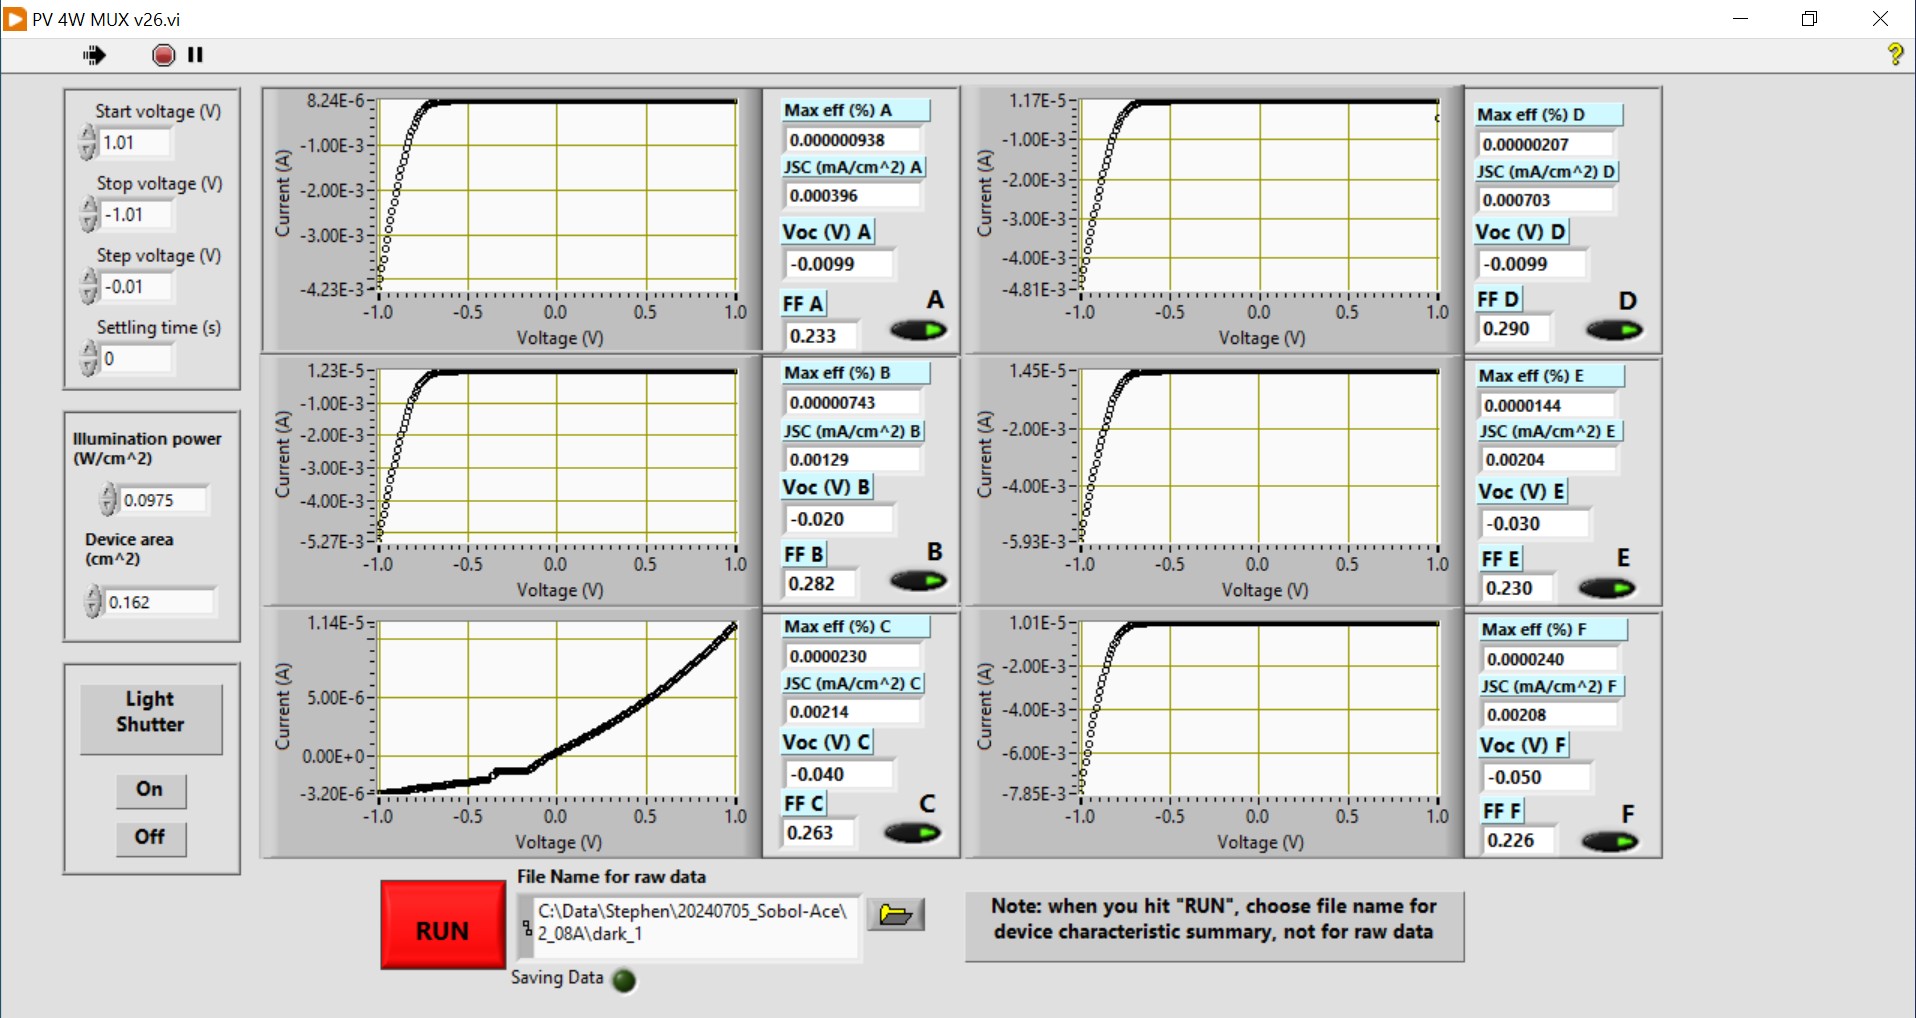 PV 4W MUX v26.vi
Start voltage (V)
1.01
Stop voltage (V)
-1.01
Step voltage (V)
-0.01
Settling time (s)
0
Illumination power
(W/cm^2)
0.0975
Device area
(cm^2)
0.162
Light
Shutter
On
Off
8.24E-6
-1.00E-3
-2.00E-3
-3.00E-3
-4.23E-3
Current (A)
-1.0 -0.5 0.0 0.5 1.0
Voltage (V)
Max eff (%) A
0.000000938
JSC (mA/cm^2) A
0.000396
Voc (V) A
-0.0099
FF A
0.233
A
1.17E-5
-1.00E-3
-2.00E-3
-3.00E-3
-4.00E-3
-4.81E-3
Current (A)
-1.0 -0.5 0.0 0.5 1.0
Voltage (V)
Max eff (%) D
0.00000207
JSC (mA/cm^2) D
0.000703
Voc (V) D
-0.0099
FF D
0.290
D
1.23E-5
-1.00E-3
-2.00E-3
-3.00E-3
-4.00E-3
-5.27E-3
Current (A)
-1.0 -0.5 0.0 0.5 1.0
Voltage (V)
Max eff (%) B
0.00000743
JSC (mA/cm^2) B
0.00129
Voc (V) B
-0.020
FF B
0.282
B
1.45E-5
-2.00E-3
-4.00E-3
-5.93E-3
Current (A)
-1.0 -0.5 0.0 0.5 1.0
Voltage (V)
Max eff (%) E
0.0000144
JSC (mA/cm^2) E
0.00204
Voc (V) E
-0.030
FF E
0.230
E
1.14E-5
5.00E-6
0.00E+0
-3.20E-6
Current (A)
-1.0 -0.5 0.0 0.5 1.0
Voltage (V)
Max eff (%) C
0.0000230
JSC (mA/cm^2) C
0.00214
Voc (V) C
-0.040
FF C
0.263
C
1.01E-5
-2.00E-3
-4.00E-3
-6.00E-3
-7.85E-3
Current (A)
-1.0 -0.5 0.0 0.5 1.0
Voltage (V)
Max eff (%) F
0.0000240
JSC (mA/cm^2) F
0.00208
Voc (V) F
-0.050
FF F
0.226
F
RUN
File Name for raw data
C:\Data\Stephen\20240705_Sobol-Ace\
2_08A\dark_1
Saving Data
Note: when you hit "RUN", choose file name for
device characteristic summary, not for raw data